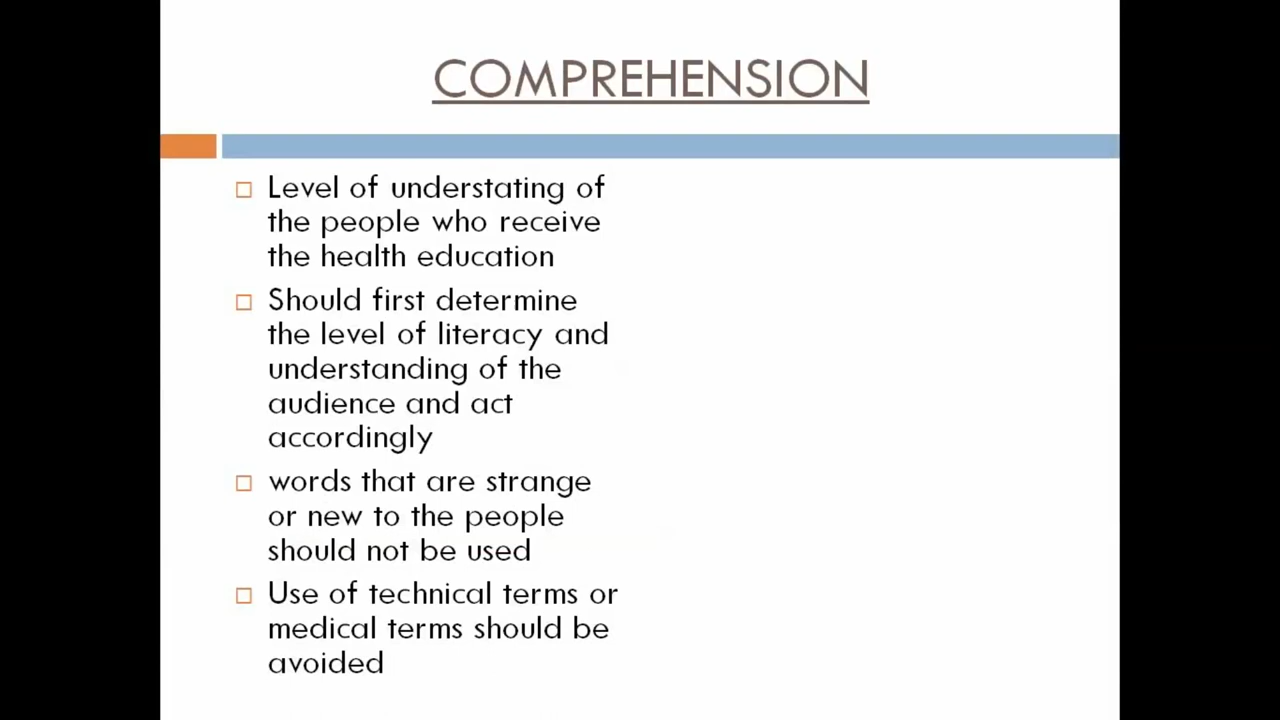 COMPREHENSION
Level of understating of
the people who receive
the health education
Should first determine
the level of literacy and
understanding of the
audience and act
accordingly
words that are strange
or new to the people
should not be used
Use of technical terms or
medical terms should be
avoided